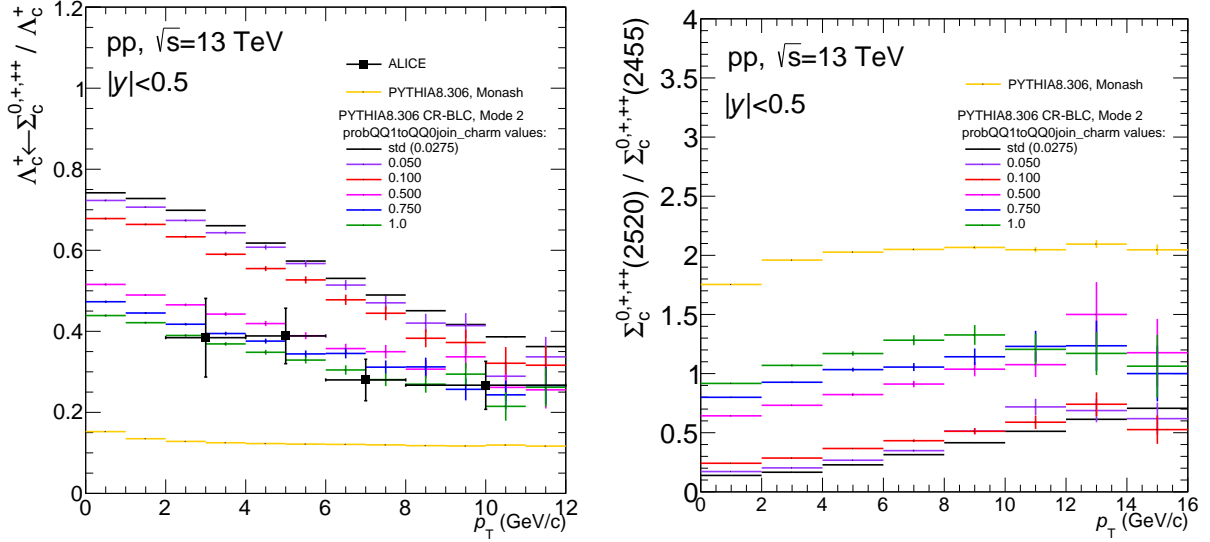 Λc+←Σc0,+,++ / Λc+
1.2
1
0.8
0.6
0.4
0.2
0
pp, √s=13 TeV
|y|<0.5
ALICE
PYTHIA8.306, Monash
PYTHIA8.306 CR-BLC, Mode 2
probQQ1toQQ0join_charm values:
std (0.0275)
0.050
0.100
0.500
0.750
1.0
0 2 4 6 8 10 12
pT (GeV/c)
Σc0,+,++(2520) / Σc0,+,++(2455)
4
3.5
3
2.5
2
1.5
1
0.5
0
pp, √s=13 TeV
|y|<0.5
PYTHIA8.306, Monash
PYTHIA8.306 CR-BLC, Mode 2
probQQ1toQQ0join_charm values:
std (0.0275)
0.050
0.100
0.500
0.750
1.0
0 2 4 6 8 10 12 14 16
pT (GeV/c)